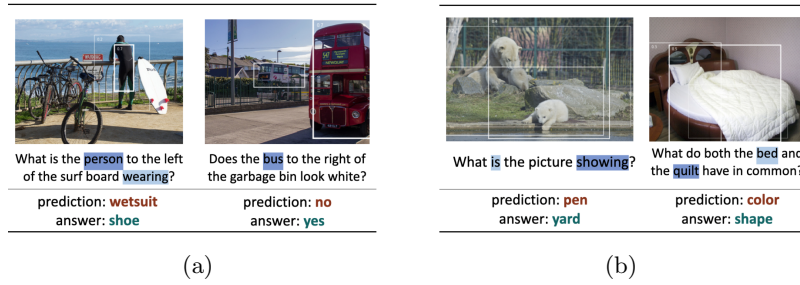 What is the person to the left
of the surf board wearing?
prediction: wetsuit
answer: shoe
Does the bus to the right of
the garbage bin look white?
prediction: no
answer: yes
(a)
What is the picture showing?
prediction: pen
answer: yard
What do both the bed and
the quilt have in common?
prediction: color
answer: shape
(b)